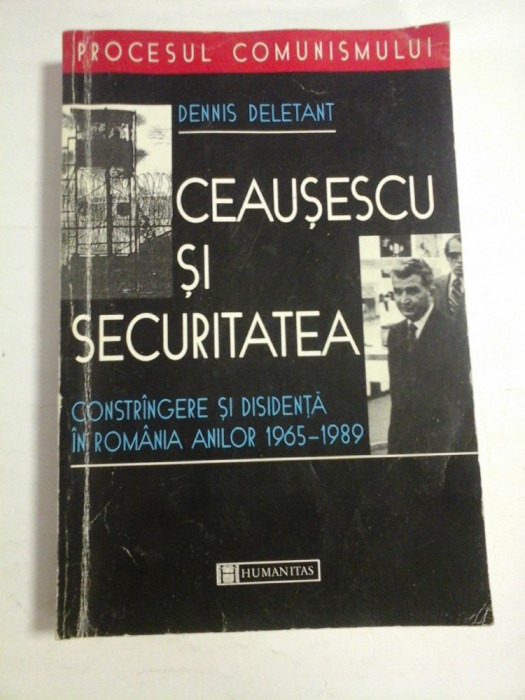 PROCESUL COMUNISMULUI
DENNIS DELETANT
CEAUȘESCU
ȘI
SECURITATEA
CONSTRÎNGERE ȘI DISIDENȚĂ
ÎN ROMÂNIA ANILOR 1965–1989
HUMANITAS